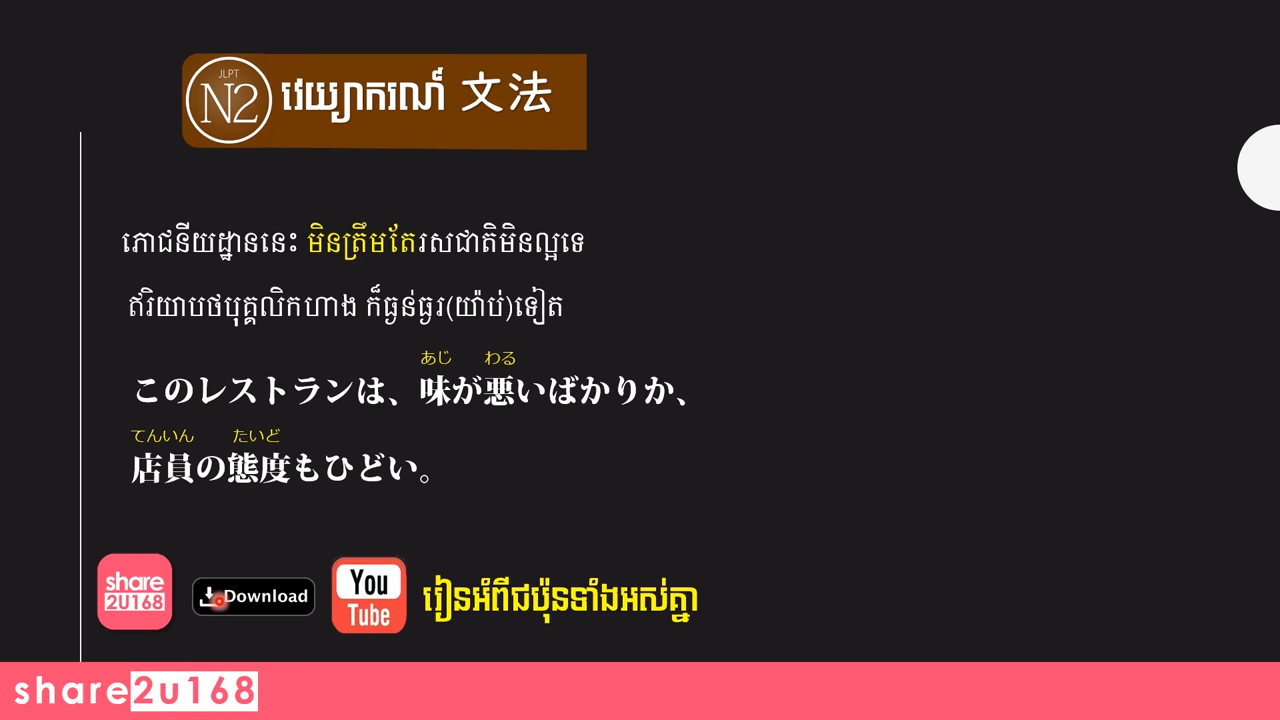 JLPT
N2
វេយ្យាករណ៍ 文法
ភោជនីយដ្ឋាននេះ មិនត្រឹមតែរសជាតិមិនល្អទេ
ឥរិយាបថបុគ្គលិកហាង ក៏ធ្ងន់ធ្ងរ(យ៉ាប់)ទៀត
あじ わる
このレストランは、味が悪いばかりか、
てんいん たいど
店員の態度もひどい。
share
2U168
Download
You
Tube
រៀនអំពីជប៉ុនទាំងអស់គ្នា
share2u168